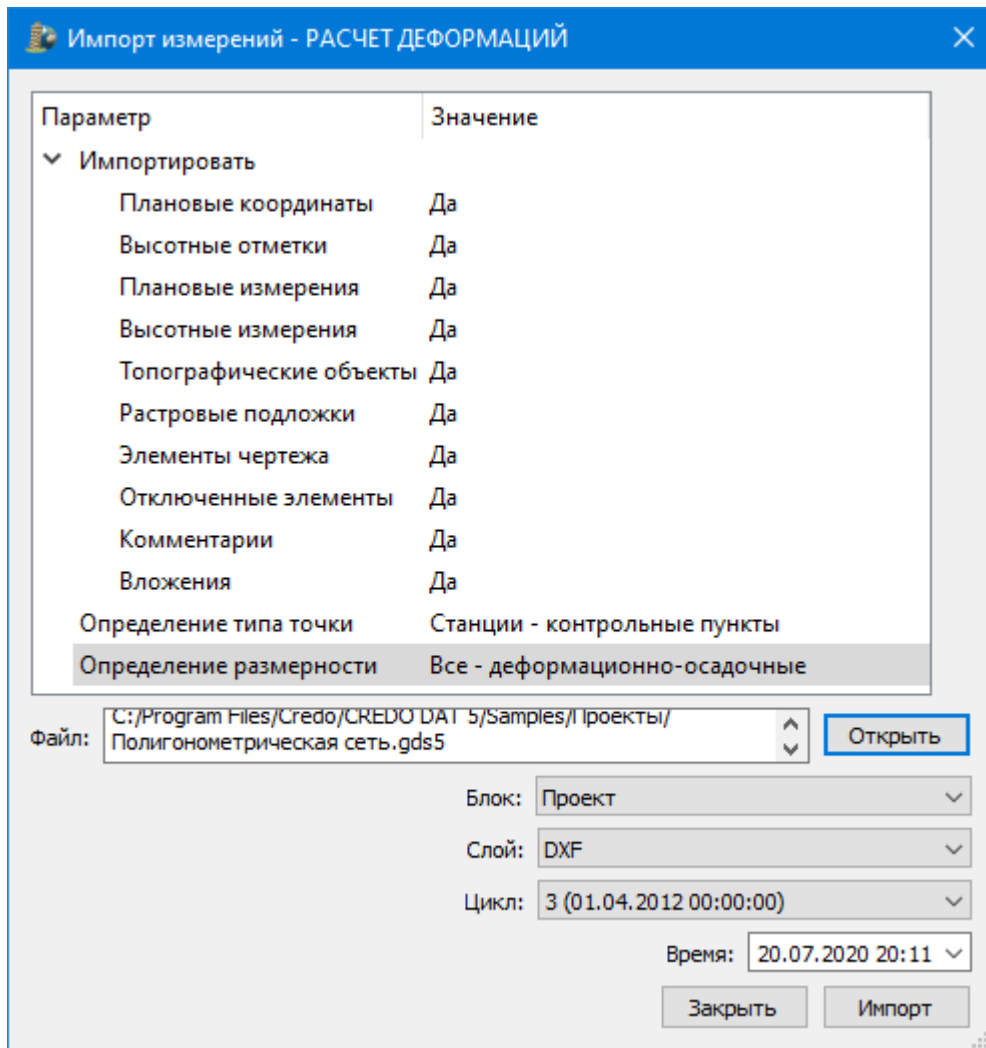 Импорт измерений - РАСЧЕТ ДЕФОРМАЦИЙ
Параметр Значение
Импортировать
Плановые координаты Да
Высотные отметки Да
Плановые измерения Да
Высотные измерения Да
Топографические объекты Да
Растровые подложки Да
Элементы чертежа Да
Отключенные элементы Да
Комментарии Да
Вложения Да
Определение типа точки Станции - контрольные пункты
Определение размерности Все - деформационно-осадочные
Файл: C:/Program Files/Credo/CREDO DAT 5/Samples/Проекты/
Полигонометрическая сеть.gds5
Открыть
Блок: Проект
Слой: DXF
Цикл: 3 (01.04.2012 00:00:00)
Время: 20.07.2020 20:11
Закрыть Импорт